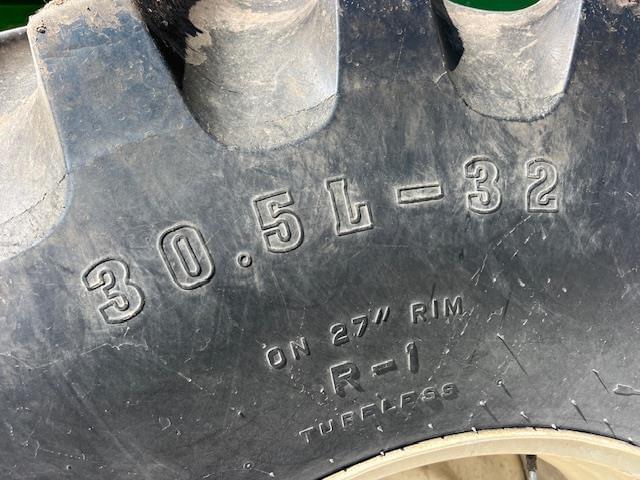 30.5L-32
ON 27" RIM
R-1
TUBELESS